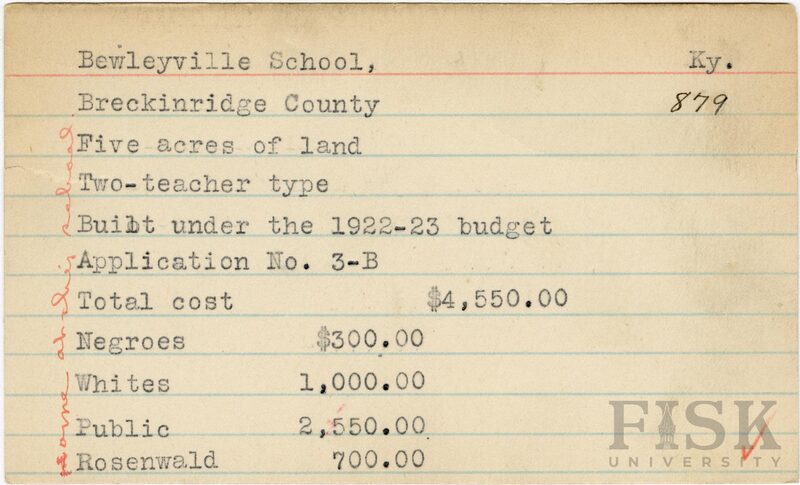 Bewleyville School, Ky.
Breckinridge County 879
Five acres of land
Two-teacher type
Built under the 1922-23 budget
Application No. 3-B
Total cost $4,550.00
Negroes $300.00
Whites 1,000.00
Public 2,550.00
Rosenwald 700.00
school
FISK
UNIVERSITY